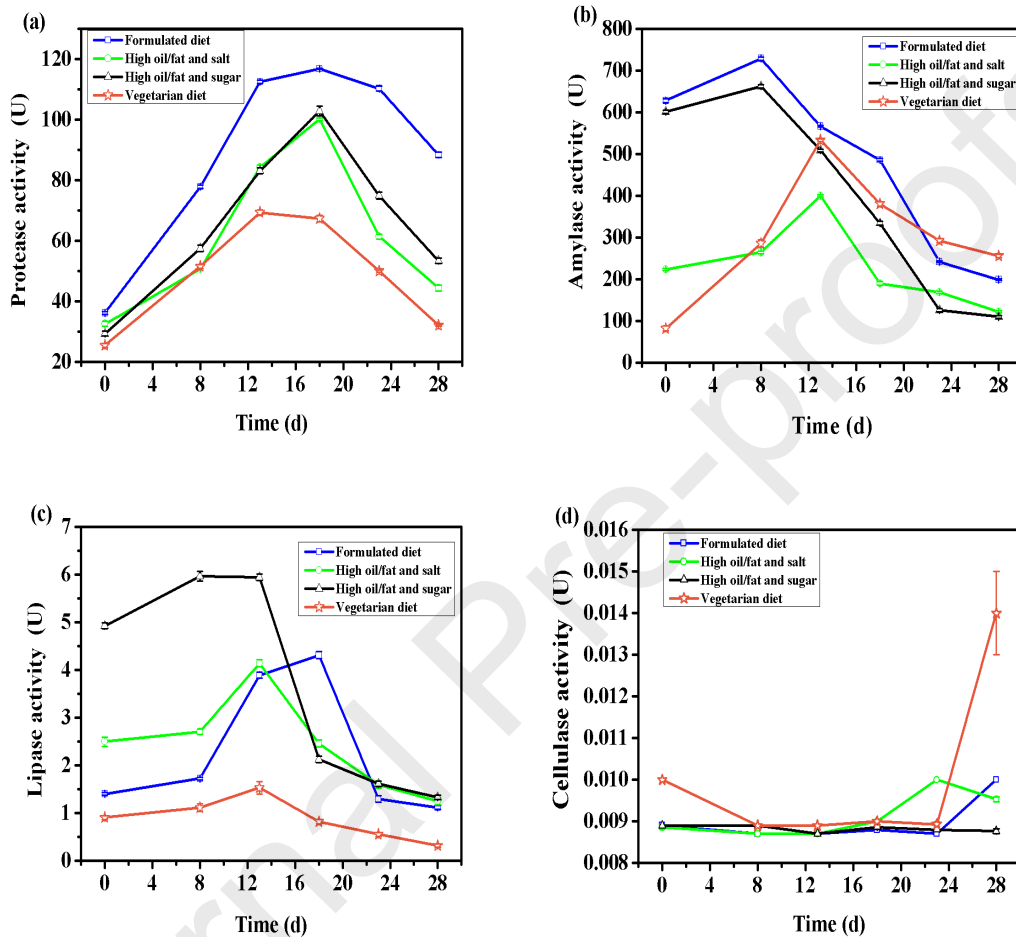 (a)
Protease activity (U)
120
100
80
60
40
20
Formulated diet
High oil/fat and salt
High oil/fat and sugar
Vegetarian diet
0 4 8 12 16 20 24 28
Time (d)
(b)
Amylase activity (U)
800
700
600
500
400
300
200
100
0
Formulated diet
High oil/fat and salt
High oil/fat and sugar
Vegetarian diet
0 4 8 12 16 20 24 28
Time (d)
(c)
Lipase activity (U)
7
6
5
4
3
2
1
0
Formulated diet
High oil/fat and salt
High oil/fat and sugar
Vegetarian diet
0 4 8 12 16 20 24 28
Time (d)
(d)
Cellulase activity (U)
0.016
0.015
0.014
0.013
0.012
0.011
0.010
0.009
0.008
Formulated diet
High oil/fat and salt
High oil/fat and sugar
Vegetarian diet
0 4 8 12 16 20 24 28
Time (d)
rnal Pre-proof